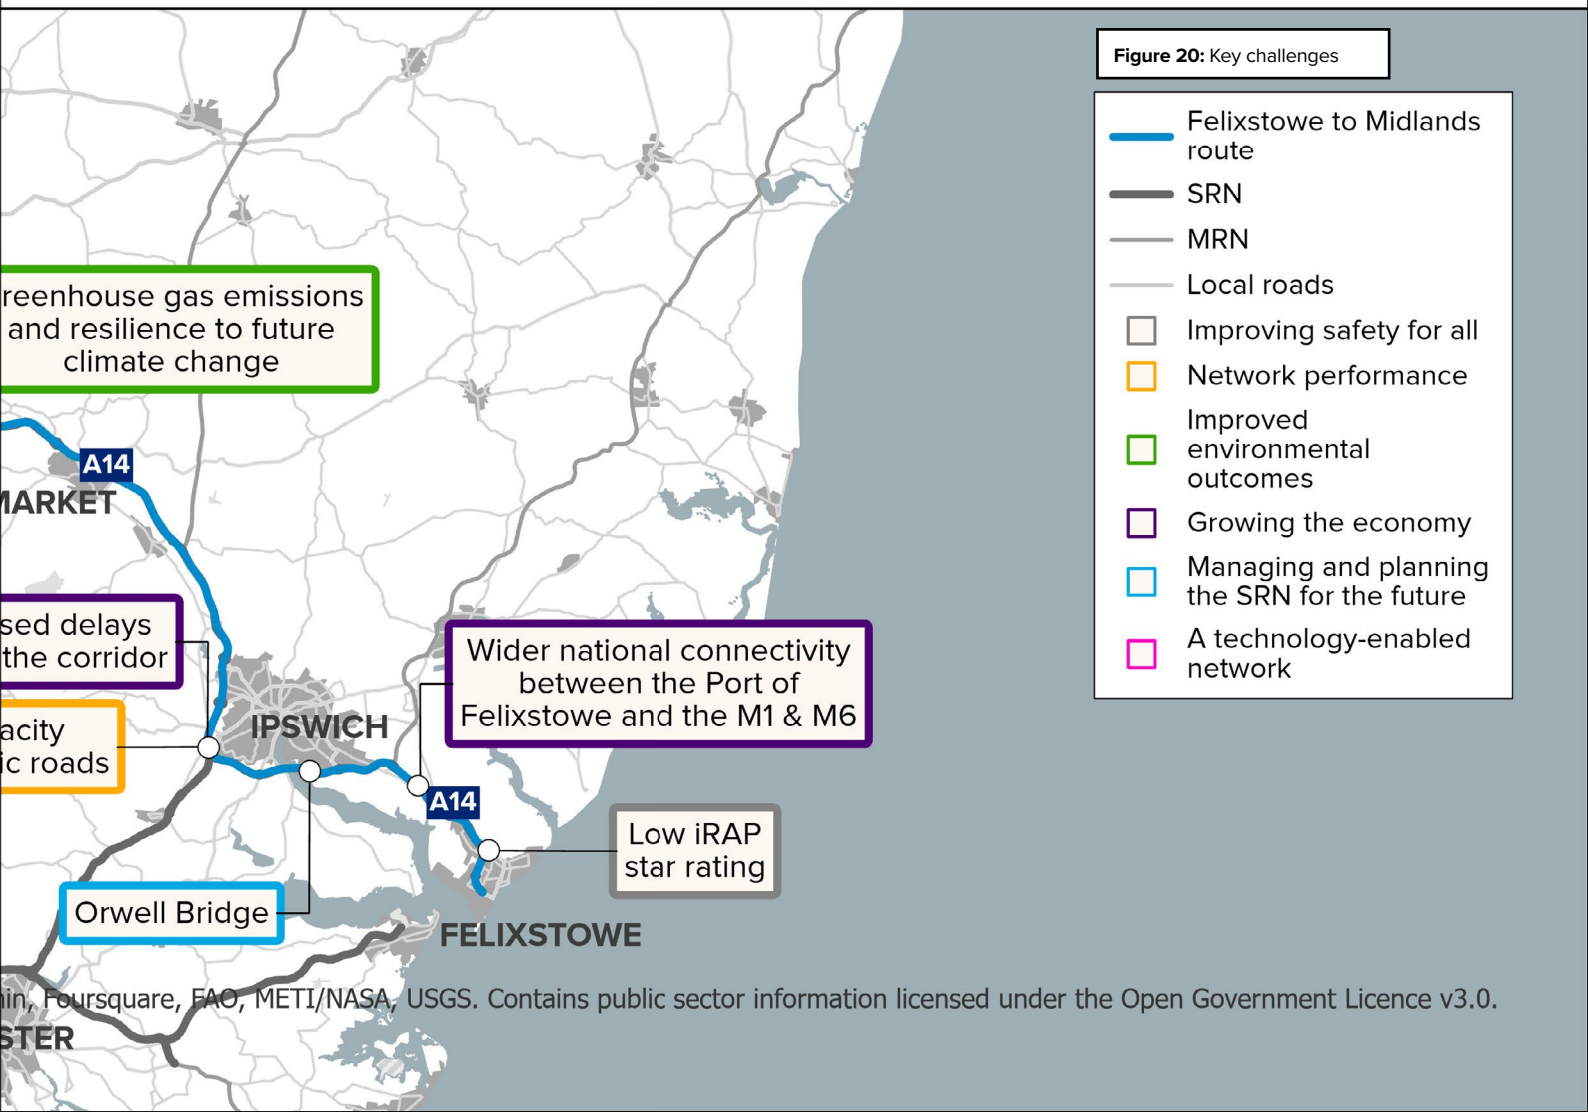 Figure 20: Key challenges
Felixstowe to Midlands
route
SRN
MRN
Local roads
Improving safety for all
Network performance
Improved
environmental
outcomes
Growing the economy
Managing and planning
the SRN for the future
A technology-enabled
network
reenhouse gas emissions
and resilience to future
climate change
A14
MARKET
sed delays
the corridor
acity
ic roads
IPSWICH
Wider national connectivity
between the Port of
Felixstowe and the M1 & M6
A14
Low iRAP
star rating
Orwell Bridge
FELIXSTOWE
in, Foursquare, FAO, METI/NASA, USGS. Contains public sector information licensed under the Open Government Licence v3.0.
STER